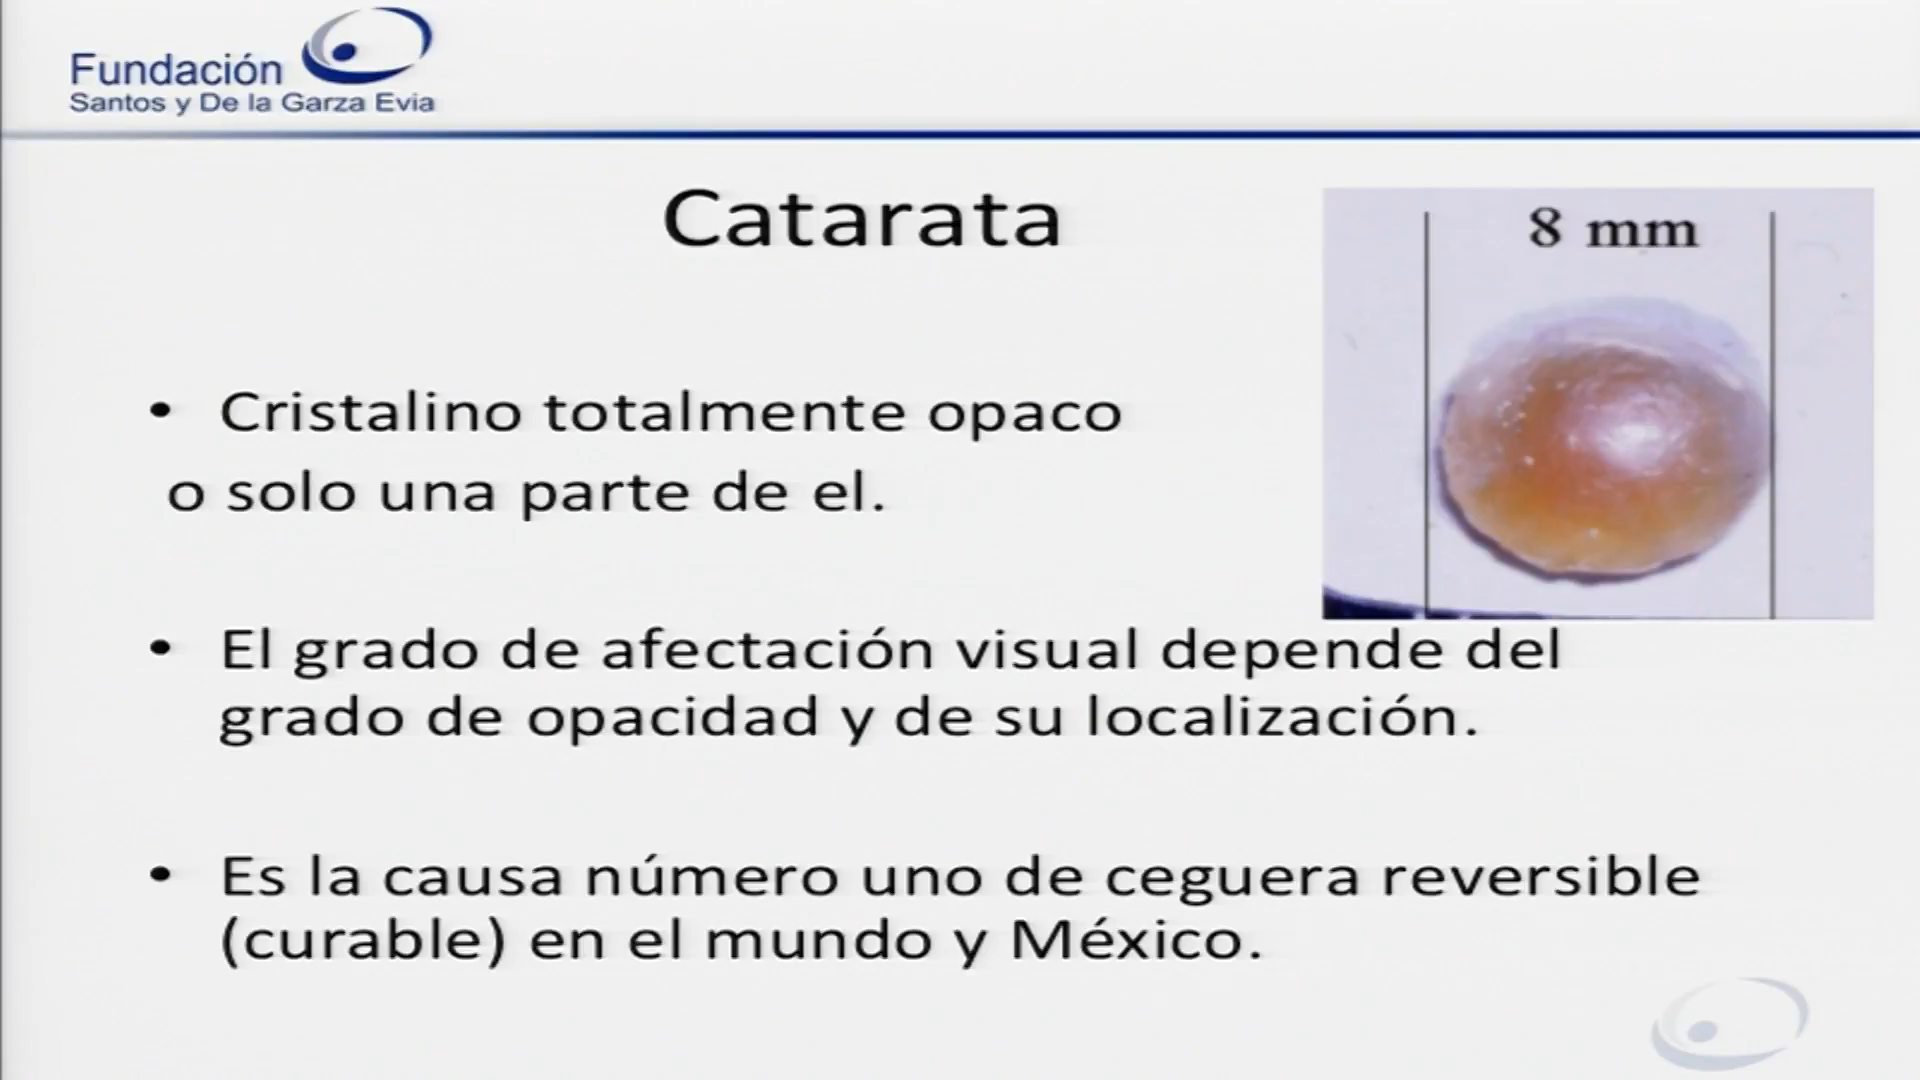 Fundación
Santos y De la Garza Evia
Catarata
8 mm
• Cristalino totalmente opaco
o solo una parte de el.
• El grado de afectación visual depende del
grado de opacidad y de su localización.
• Es la causa número uno de ceguera reversible
(curable) en el mundo y México.